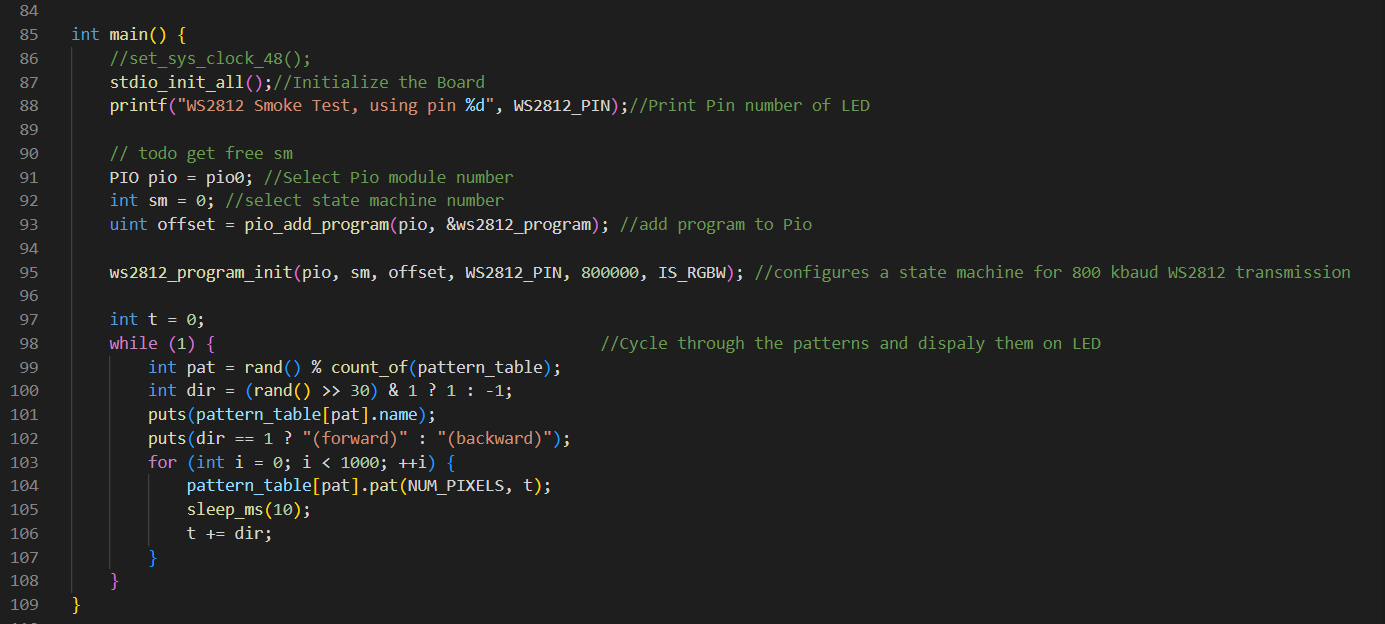 84
85 int main() {
86     //set_sys_clock_48();
87     stdio_init_all();//Initialize the Board
88     printf("WS2812 Smoke Test, using pin %d", WS2812_PIN);//Print Pin number of LED
89
90     // todo get free sm
91     PIO pio = pio0; //Select Pio module number
92     int sm = 0; //select state machine number
93     uint offset = pio_add_program(pio, &ws2812_program); //add program to Pio
94
95     ws2812_program_init(pio, sm, offset, WS2812_PIN, 800000, IS_RGBW); //configures a state machine for 800 kbaud WS2812 transmission
96
97     int t = 0;
98     while (1) {                                        //Cycle through the patterns and dispaly them on LED
99         int pat = rand() % count_of(pattern_table);
100         int dir = (rand() >> 30) & 1 ? 1 : -1;
101         puts(pattern_table[pat].name);
102         puts(dir == 1 ? "(forward)" : "(backward)");
103         for (int i = 0; i < 1000; ++i) {
104             pattern_table[pat].pat(NUM_PIXELS, t);
105             sleep_ms(10);
106             t += dir;
107         }
108     }
109 }